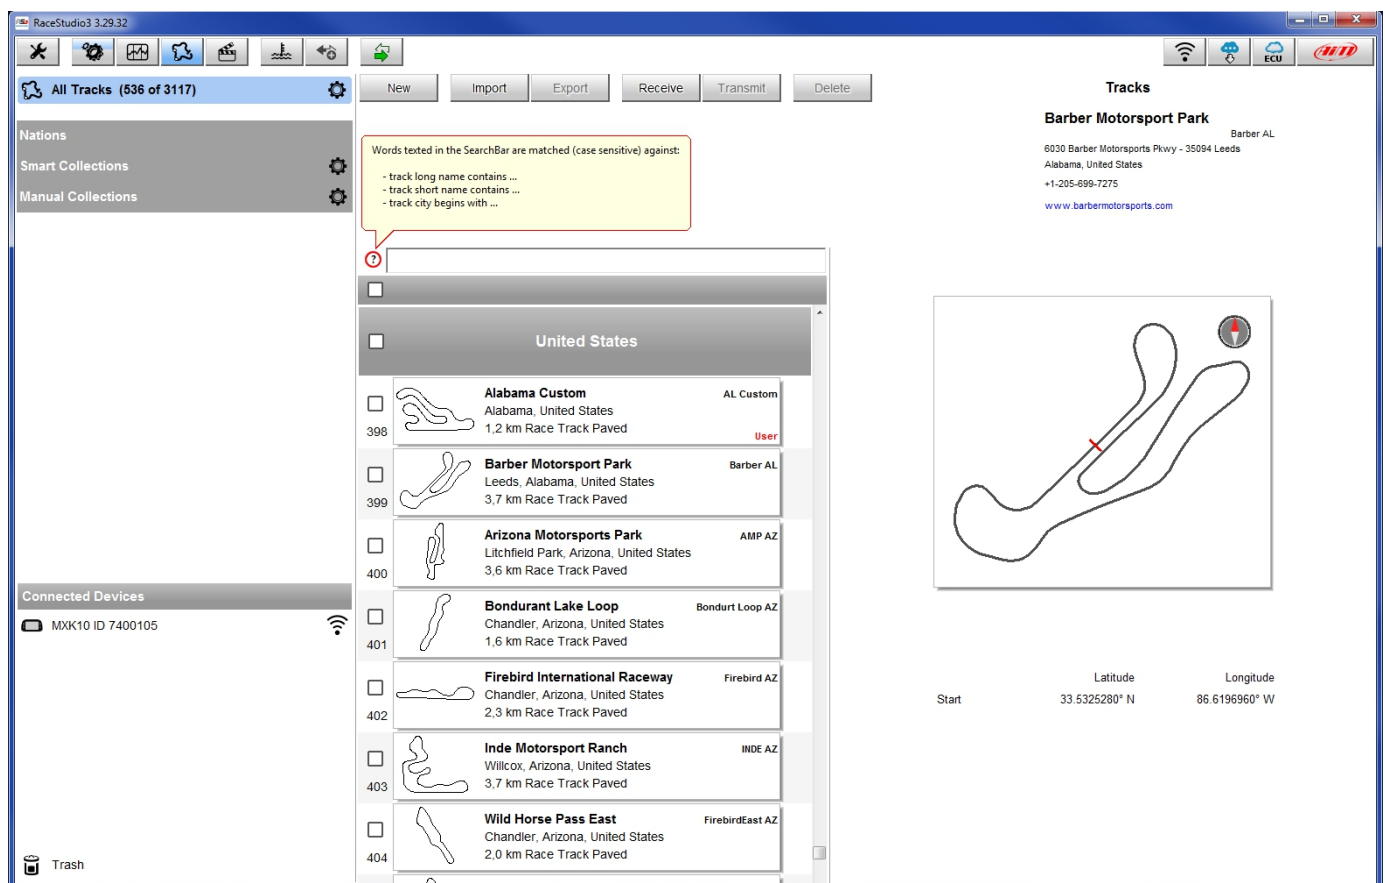 RaceStudio3 3.29.32
ECU
AiM
All Tracks (536 of 3117)
New
Import
Export
Receive
Transmit
Delete
Nations
Smart Collections
Manual Collections
Words texted in the SearchBar are matched (case sensitive) against:
- track long name contains ...
- track short name contains ...
- track city begins with ...
?
United States
Alabama Custom
AL Custom
Alabama, United States
1,2 km Race Track Paved
User
398
Barber Motorsport Park
Barber AL
Leeds, Alabama, United States
3,7 km Race Track Paved
399
Arizona Motorsports Park
AMP AZ
Litchfield Park, Arizona, United States
3,6 km Race Track Paved
400
Bondurant Lake Loop
Bondurt Loop AZ
Chandler, Arizona, United States
1,6 km Race Track Paved
401
Firebird International Raceway
Firebird AZ
Chandler, Arizona, United States
2,3 km Race Track Paved
402
Inde Motorsport Ranch
INDE AZ
Willcox, Arizona, United States
3,7 km Race Track Paved
403
Wild Horse Pass East
FirebirdEast AZ
Chandler, Arizona, United States
2,0 km Race Track Paved
404
Connected Devices
MXK10 ID 7400105
Trash
Tracks
Barber Motorsport Park
Barber AL
6030 Barber Motorsports Pkwy - 35094 Leeds
Alabama, United States
+1-205-699-7275
www.barbermotorsports.com
Latitude
Longitude
Start
33.5325280° N
86.6196960° W